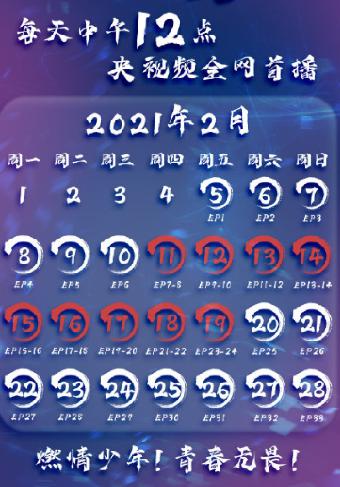 每天中午12点
央视频全网首播
2021年2月
周一 周二 周三 周四 周五 周六 周日
1 2 3 4 5 6 7
EP1 EP2 EP3
8 9 10 11 12 13 14
EP4 EP5 EP6 EP7-8 EP9-10 EP11-12 EP13-14
15 16 17 18 19 20 21
EP15-16 EP17-18 EP19-20 EP21-22 EP23-24 EP25 EP26
22 23 24 25 26 27 28
EP27 EP28 EP29 EP30 EP31 EP32 EP33
燃情少年!青春无畏!